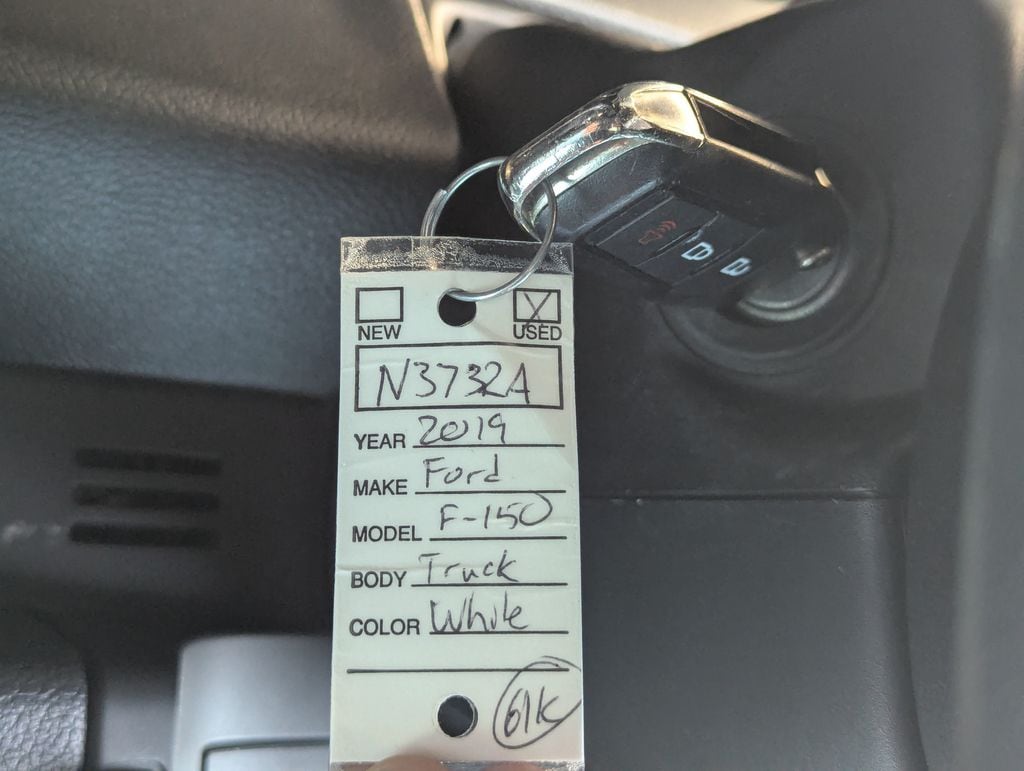 X
NEW USED
N3732A
YEAR 2019
MAKE Ford
MODEL F-150
BODY Truck
COLOR White
61K